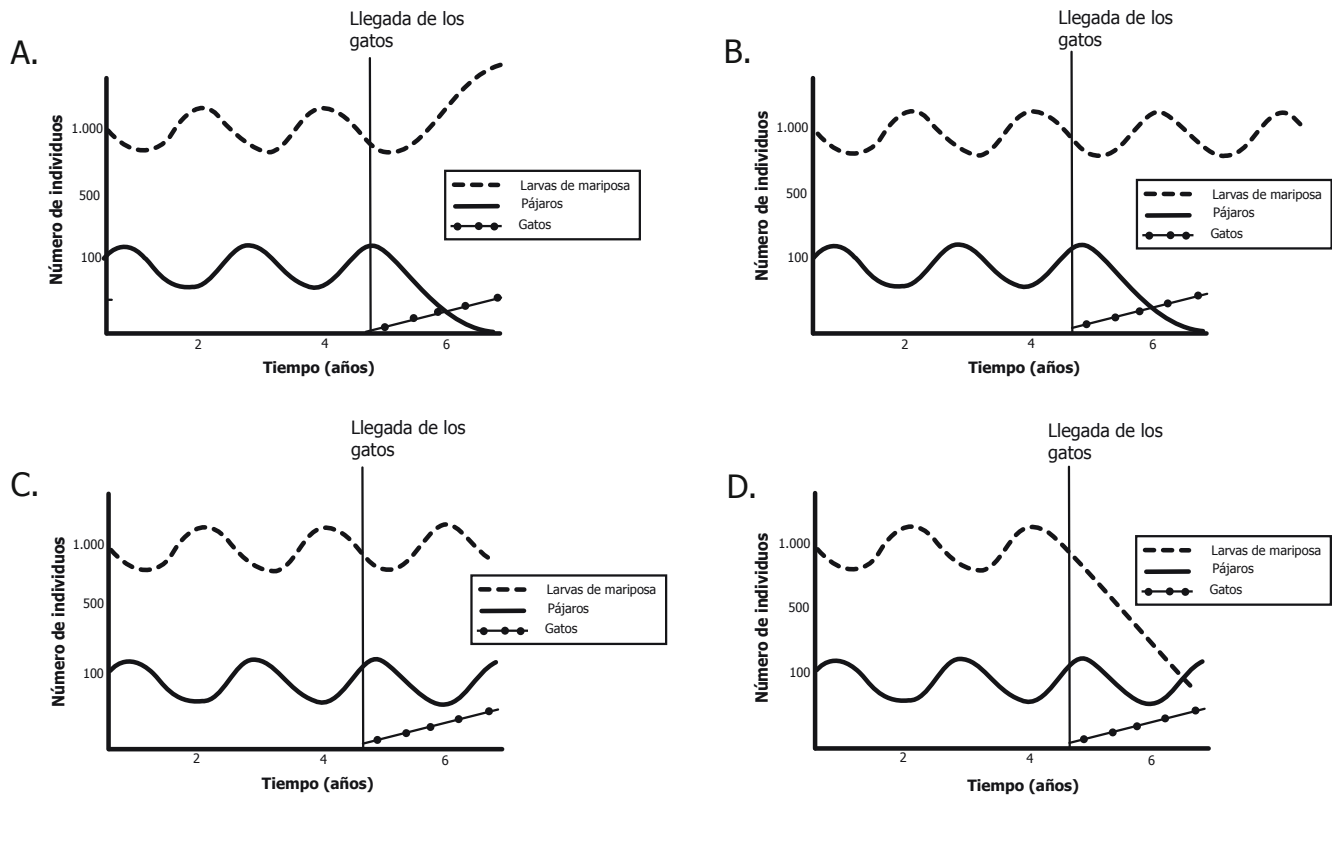 A.
Llegada de los
gatos
Número de individuos
1.000
500
100
Larvas de mariposa
Pájaros
Gatos
2
4
6
Tiempo (años)
B.
Llegada de los
gatos
Número de individuos
1.000
500
100
Larvas de mariposa
Pájaros
Gatos
2
4
6
Tiempo (años)
C.
Llegada de los
gatos
Número de individuos
1.000
500
100
Larvas de mariposa
Pájaros
Gatos
2
4
6
Tiempo (años)
D.
Llegada de los
gatos
Número de individuos
1.000
500
100
Larvas de mariposa
Pájaros
Gatos
2
4
6
Tiempo (años)